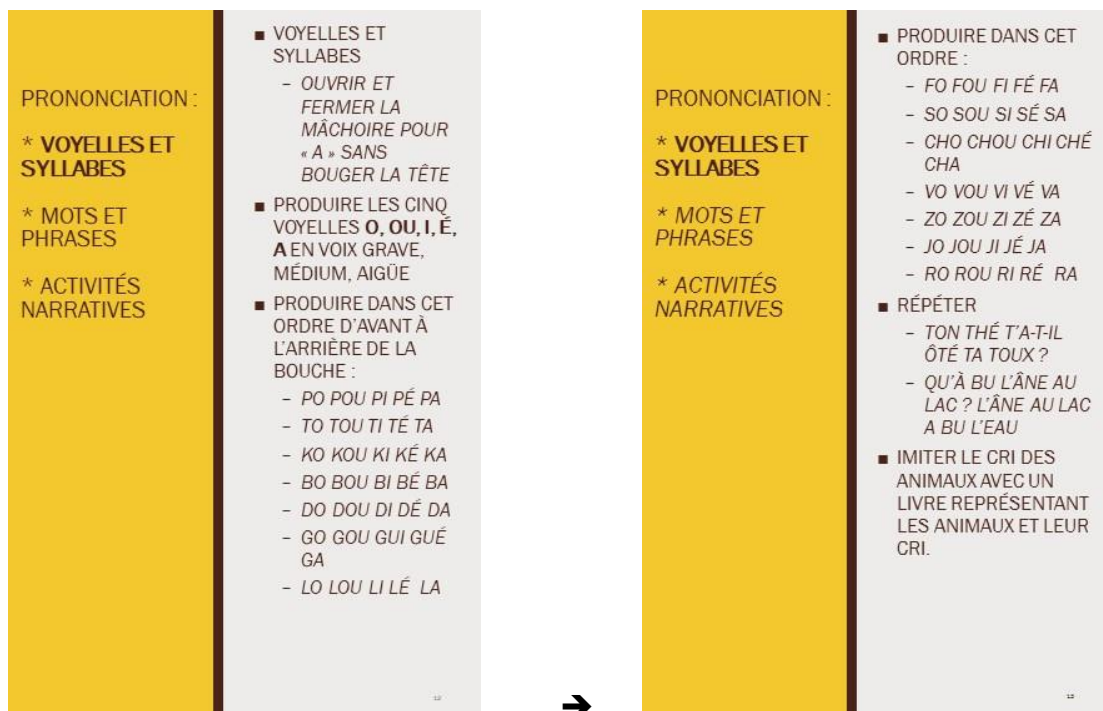 PRONONCIATION :
* VOYELLES ET
SYLLABES
* MOTS ET
PHRASES
* ACTIVITÉS
NARRATIVES
■ VOYELLES ET
SYLLABES
– OUVRIR ET
FERMER LA
MÂCHOIRE POUR
« A » SANS
BOUGER LA TÊTE
■ PRODUIRE LES CINQ
VOYELLES O, OU, I, É,
A EN VOIX GRAVE,
MÉDIUM, AIGÜE
■ PRODUIRE DANS CET
ORDRE D'AVANT À
L'ARRIÈRE DE LA
BOUCHE :
– PO POU PI PÉ PA
– TO TOU TI TÉ TA
– KO KOU KI KÉ KA
– BO BOU BI BÉ BA
– DO DOU DI DÉ DA
– GO GOU GUI GUÉ
GA
– LO LOU LI LÉ LA
➔
PRONONCIATION :
* VOYELLES ET
SYLLABES
* MOTS ET
PHRASES
* ACTIVITÉS
NARRATIVES
■ PRODUIRE DANS CET
ORDRE :
– FO FOU FI FÉ FA
– SO SOU SI SÉ SA
– CHO CHOU CHI CHÉ
CHA
– VO VOU VI VÉ VA
– ZO ZOU ZI ZÉ ZA
– JO JOU JI JÉ JA
– RO ROU RI RÉ RA
■ RÉPÉTER
– TON THÉ T'A-T-IL
ÔTÉ TA TOUX ?
– QU'À BU L'ÂNE AU
LAC ? L'ÂNE AU LAC
A BU L'EAU
■ IMITER LE CRI DES
ANIMAUX AVEC UN
LIVRE REPRÉSENTANT
LES ANIMAUX ET LEUR
CRI.